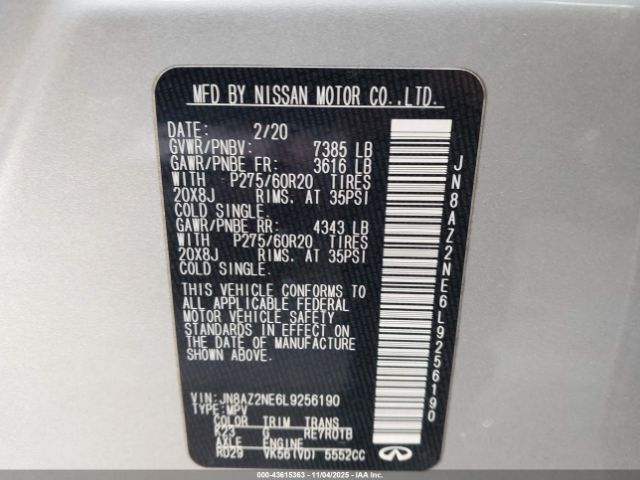 MFD BY NISSAN MOTOR CO.,LTD.
DATE: 2/20
GVWR/PNBV: 7385 LB
GAWR/PNBE FR: 3616 LB
WITH P275/60R20 TIRES
20X8J RIMS. AT 35PSI
COLD SINGLE.
GAWR/PNBE RR: 4343 LB
WITH P275/60R20 TIRES
20X8J RIMS. AT 35PSI
COLD SINGLE.
THIS VEHICLE CONFORMS TO
ALL APPLICABLE FEDERAL
MOTOR VEHICLE SAFETY
STANDARDS IN EFFECT ON
THE DATE OF MANUFACTURE
SHOWN ABOVE.
VIN: JN8AZ2NE6L9256190
TYPE: MPV
COLOR TRIM TRANS
K23 G RE7R01B
AXLE ENGINE
RD29 VK56(VD) 5552CC
JN8AZ2NE6L9256190
INFINITI
000-43615363 - 11/04/2025 - © IAA Inc.